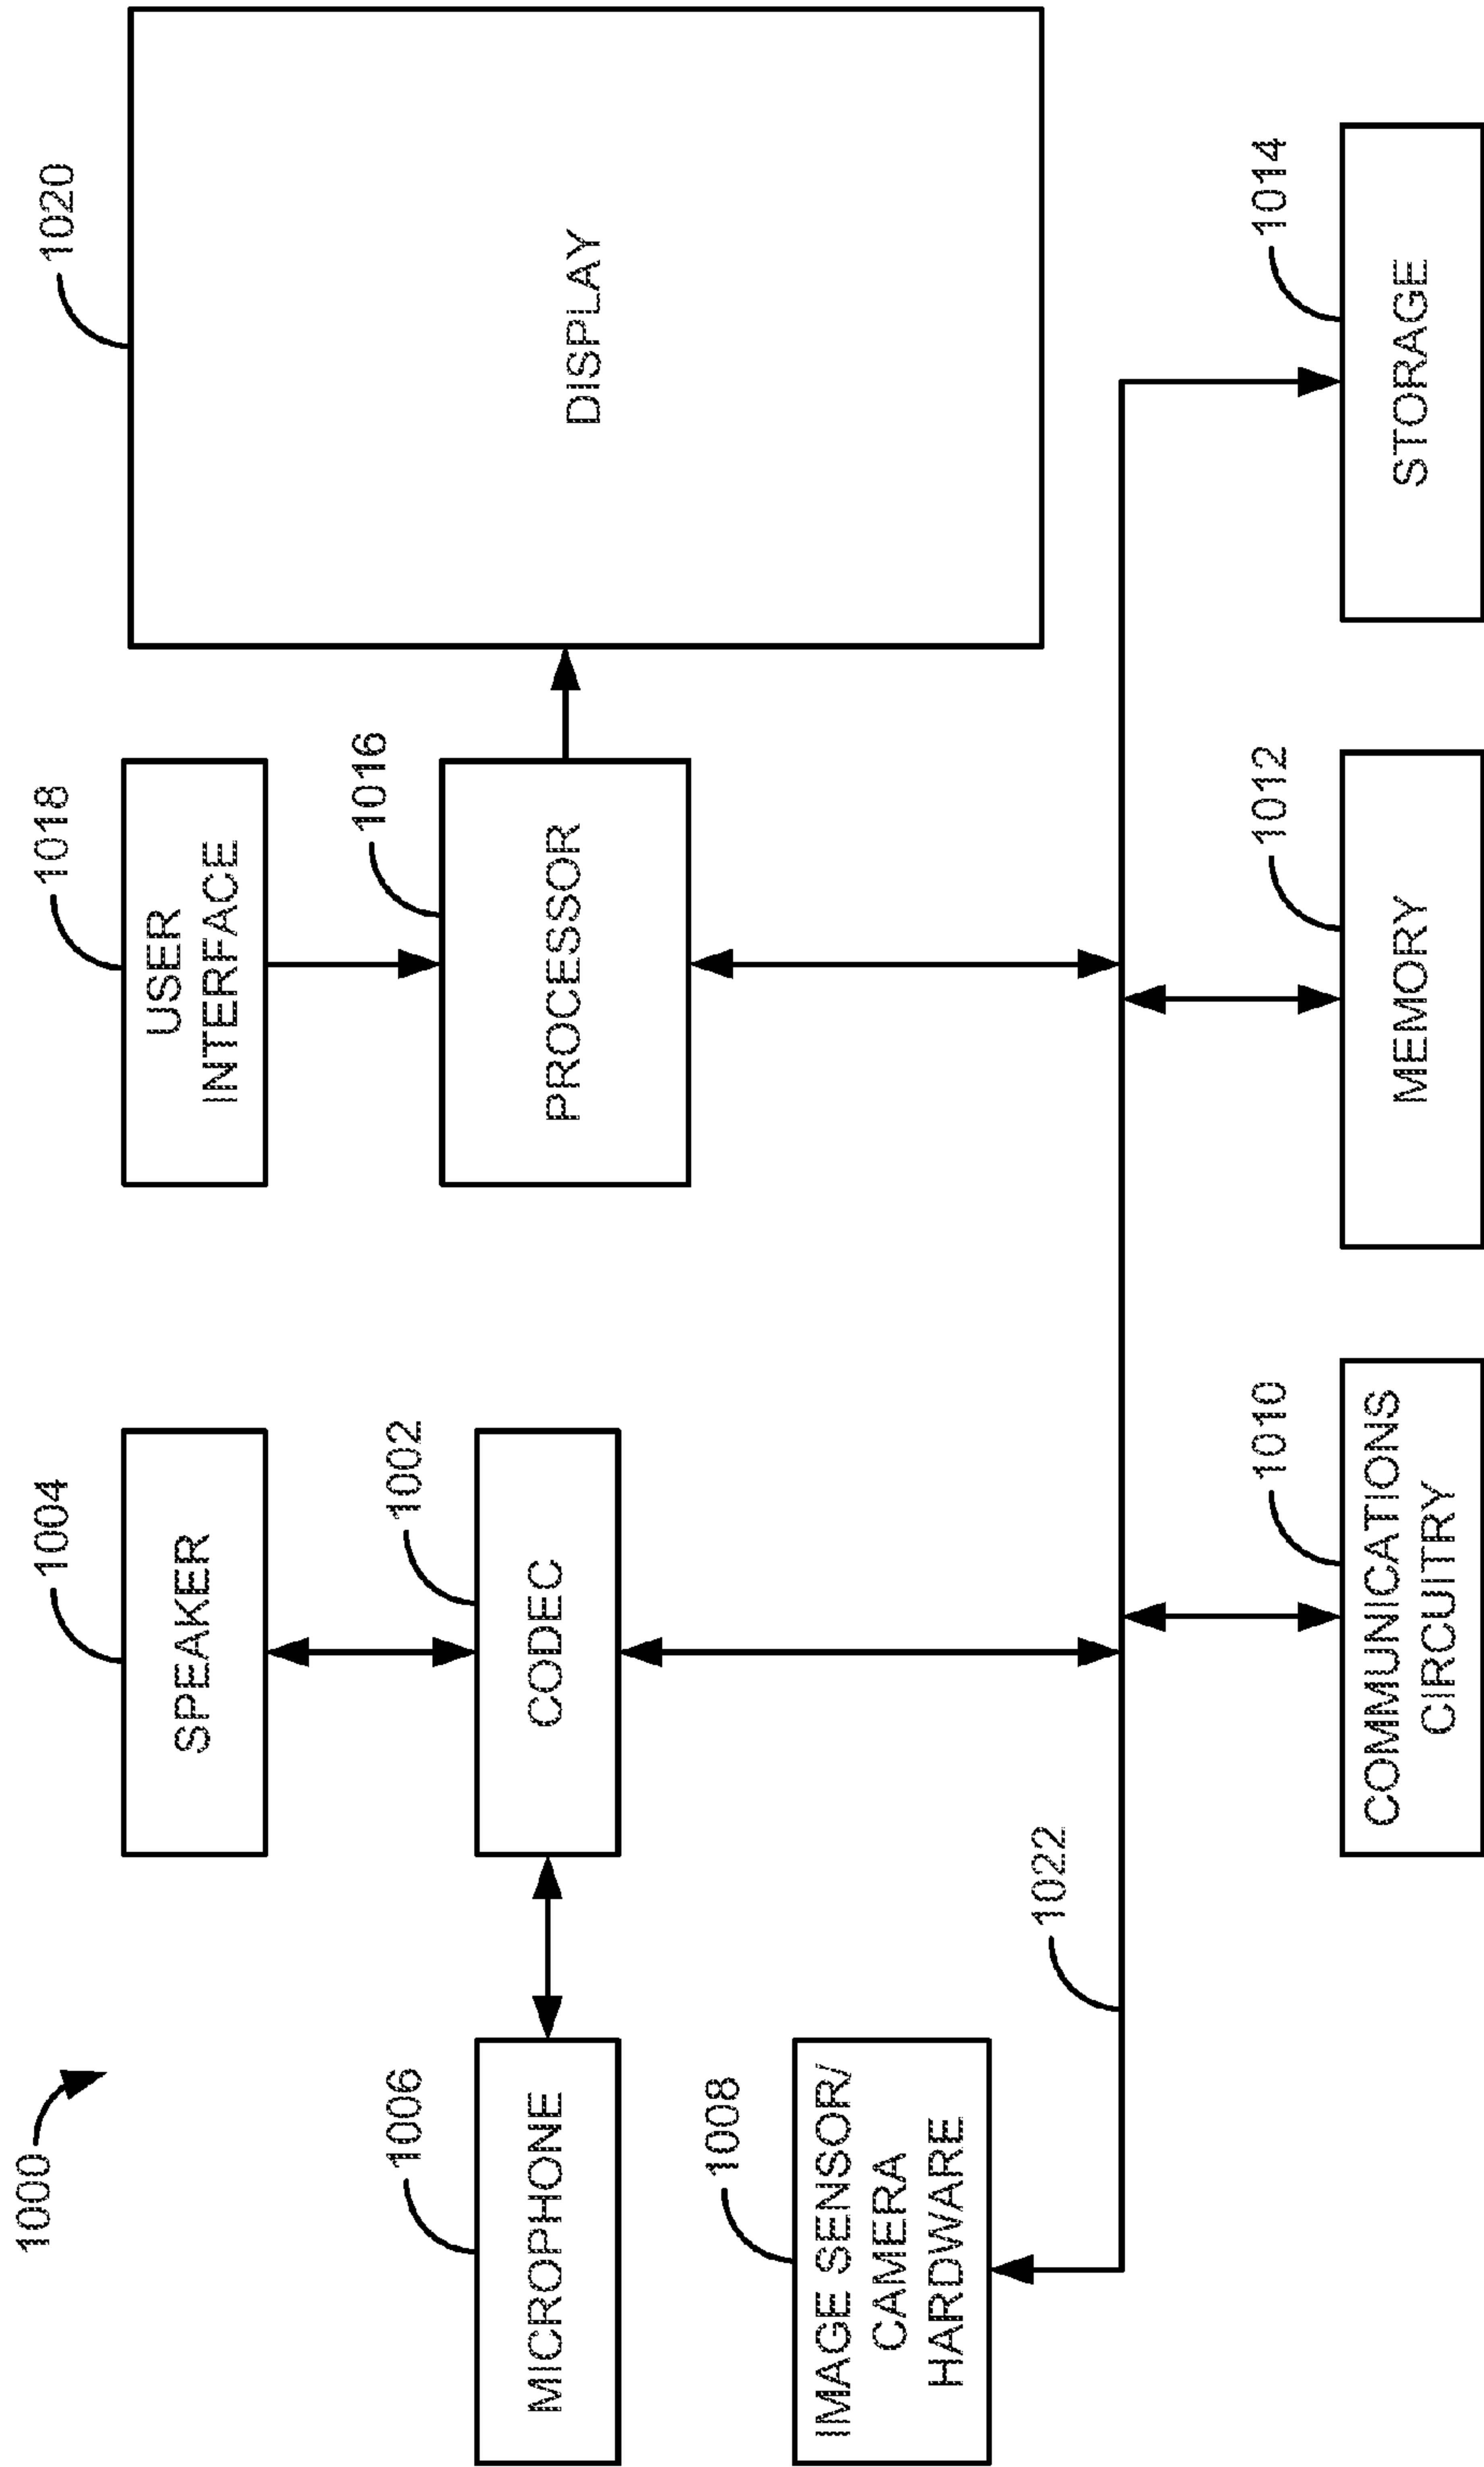 1000
1004
SPEAKER
1018
USER
INTERFACE
1020
DISPLAY
1006
MICROPHONE
1002
CODEC
1016
PROCESSOR
1008
IMAGE SENSOR/
CAMERA
HARDWARE
1022
1010
COMMUNICATIONS
CIRCUITRY
1012
MEMORY
1014
STORAGE